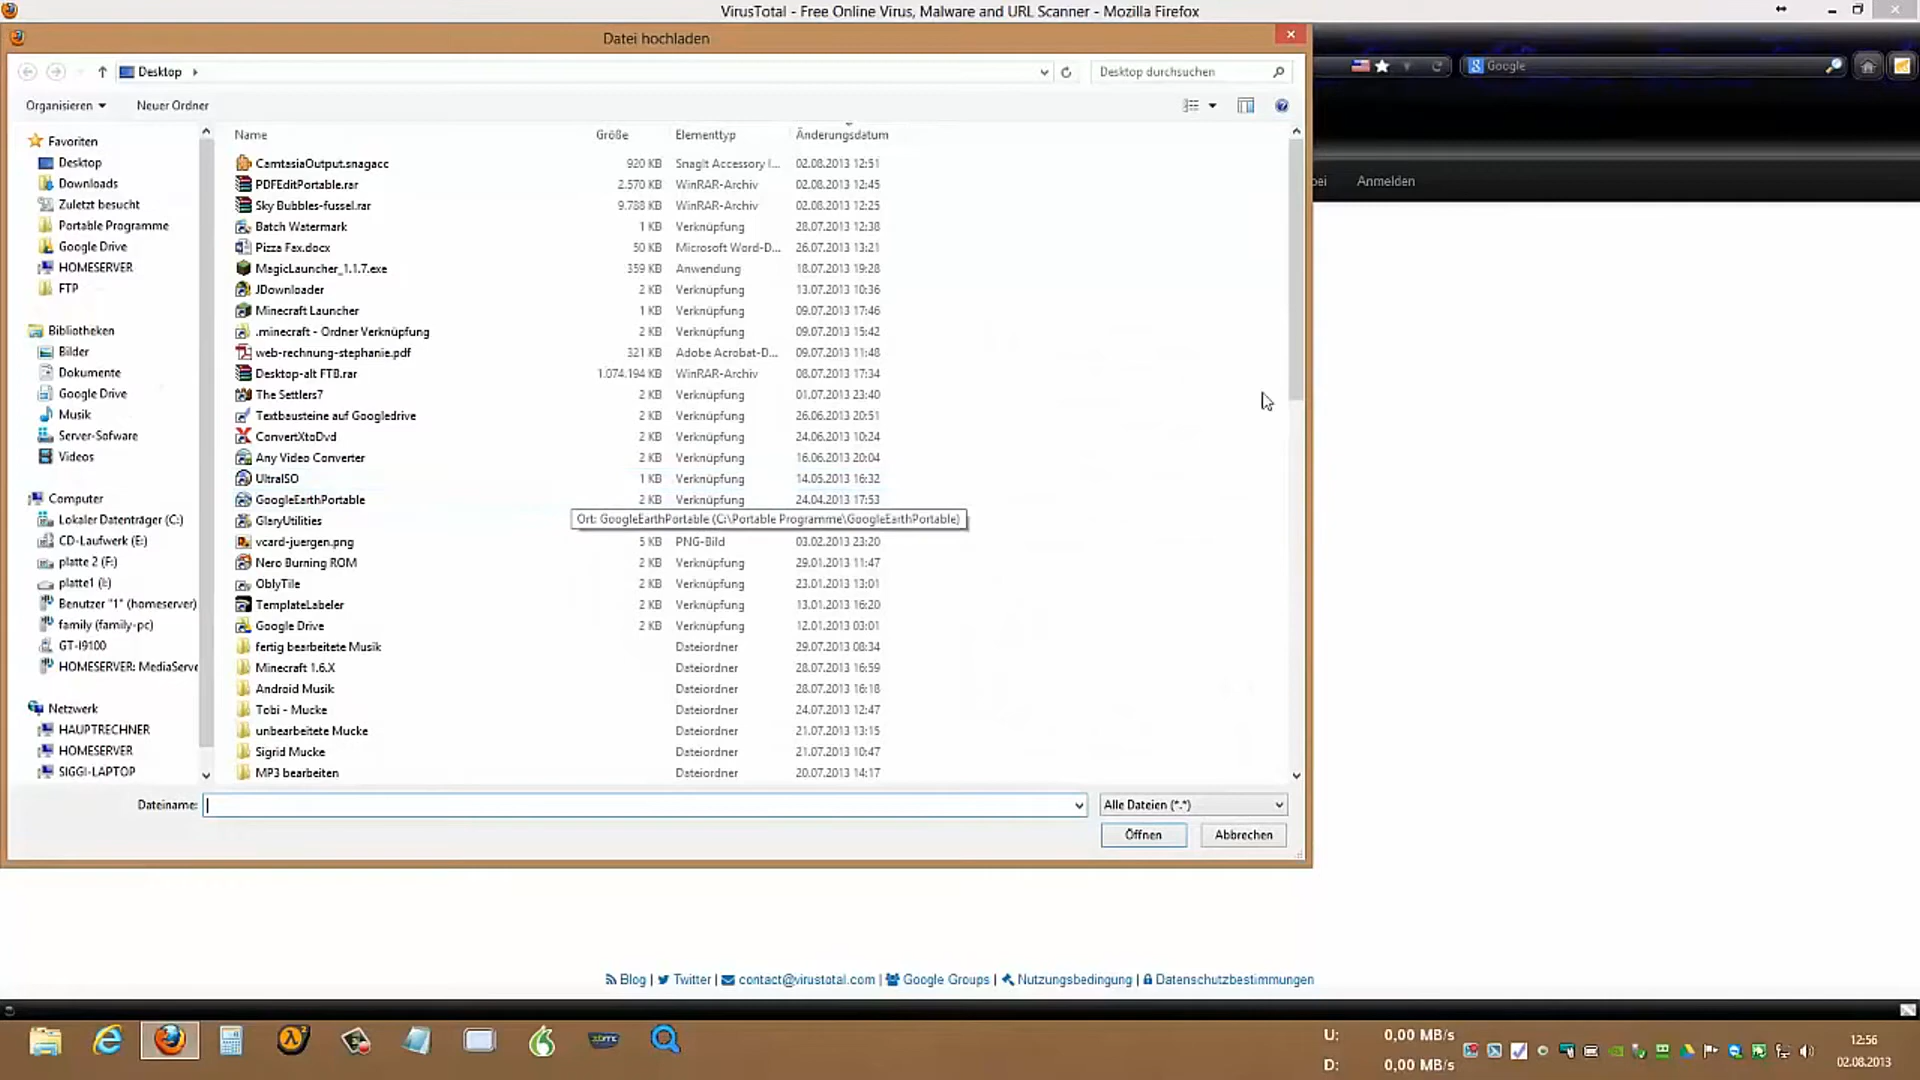 VirusTotal - Free Online Virus, Malware and URL Scanner - Mozilla Firefox
Datei hochladen
Desktop
Desktop durchsuchen
Google
Organisieren
Neuer Ordner
Name Größe Elementtyp Änderungsdatum
Anmelden
Favoriten
Desktop
Downloads
Zuletzt besucht
Portable Programme
Google Drive
HOMESERVER
FTP
Bibliotheken
Bilder
Dokumente
Google Drive
Musik
Server-Sofware
Videos
Computer
Lokaler Datenträger (C:)
CD-Laufwerk (E:)
platte 2 (F:)
platte1 (I:)
Benutzer "1" (homeserver)
family (family-pc)
GT-I9100
HOMESERVER: MediaServe
Netzwerk
HAUPTRECHNER
HOMESERVER
SIGGI-LAPTOP
CamtasiaOutput.snagacc 920 KB SnagIt Accessory I... 02.08.2013 12:51
PDFEditPortable.rar 2.570 KB WinRAR-Archiv 02.08.2013 12:45
Sky Bubbles-fussel.rar 9.788 KB WinRAR-Archiv 02.08.2013 12:25
Batch Watermark 1 KB Verknüpfung 28.07.2013 12:38
Pizza Fax.docx 50 KB Microsoft Word-D... 26.07.2013 13:21
MagicLauncher_1.1.7.exe 359 KB Anwendung 18.07.2013 19:28
JDownloader 2 KB Verknüpfung 13.07.2013 10:36
Minecraft Launcher 1 KB Verknüpfung 09.07.2013 17:46
.minecraft - Ordner Verknüpfung 2 KB Verknüpfung 09.07.2013 15:42
web-rechnung-stephanie.pdf 321 KB Adobe Acrobat-D... 09.07.2013 11:48
Desktop-alt FTB.rar 1.074.194 KB WinRAR-Archiv 08.07.2013 17:34
The Settlers7 2 KB Verknüpfung 01.07.2013 23:40
Textbausteine auf Googledrive 2 KB Verknüpfung 26.06.2013 20:51
ConvertXtoDvd 2 KB Verknüpfung 24.06.2013 10:24
Any Video Converter 2 KB Verknüpfung 16.06.2013 20:04
UltraISO 1 KB Verknüpfung 14.05.2013 16:32
GoogleEarthPortable 2 KB Verknüpfung 24.04.2013 17:53
GlaryUtilities
Ort: GoogleEarthPortable (C:\Portable Programme\GoogleEarthPortable)
vcard-juergen.png 5 KB PNG-Bild 03.02.2013 23:20
Nero Burning ROM 2 KB Verknüpfung 29.01.2013 11:47
OblyTile 2 KB Verknüpfung 23.01.2013 13:01
TemplateLabeler 2 KB Verknüpfung 13.01.2013 16:20
Google Drive 2 KB Verknüpfung 12.01.2013 03:01
fertig bearbeitete Musik Dateiordner 29.07.2013 08:34
Minecraft 1.6.X Dateiordner 28.07.2013 16:59
Android Musik Dateiordner 28.07.2013 16:18
Tobi - Mucke Dateiordner 24.07.2013 12:47
unbearbeitete Mucke Dateiordner 21.07.2013 13:15
Sigrid Mucke Dateiordner 21.07.2013 10:47
MP3 bearbeiten Dateiordner 20.07.2013 14:17
Dateiname:
Alle Dateien (*.*)
Öffnen
Abbrechen
Blog | Twitter | contact@virustotal.com | Google Groups | Nutzungsbedingung | Datenschutzbestimmungen
U: 0,00 MB/s
D: 0,00 MB/s
12:56
02.08.2013